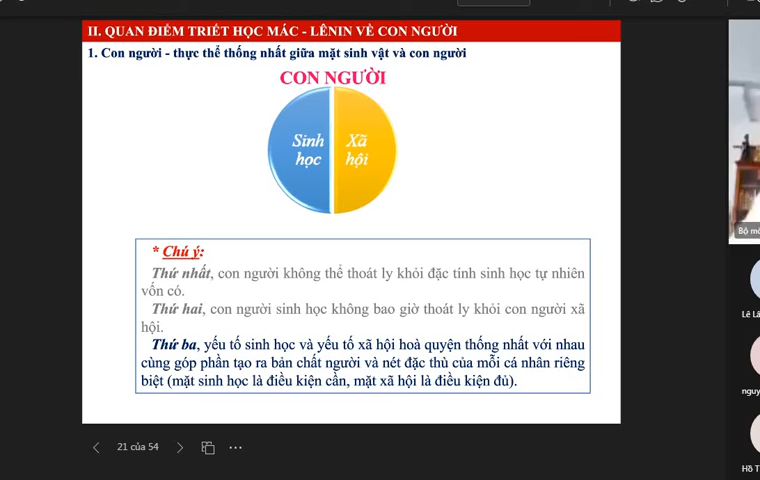 II. QUAN ĐIỂM TRIẾT HỌC MÁC - LÊNIN VỀ CON NGƯỜI
1. Con người - thực thể thống nhất giữa mặt sinh vật và con người
CON NGƯỜI
Sinh
học
Xã
hội
* Chú ý:
Thứ nhất, con người không thể thoát ly khỏi đặc tính sinh học tự nhiên
vốn có.
Thứ hai, con người sinh học không bao giờ thoát ly khỏi con người xã
hội.
Thứ ba, yếu tố sinh học và yếu tố xã hội hoà quyện thống nhất với nhau
cùng góp phần tạo ra bản chất người và nét đặc thù của mỗi cá nhân riêng
biệt (mặt sinh học là điều kiện cần, mặt xã hội là điều kiện đủ).
21 của 54
Bộ
Lê
Hồ